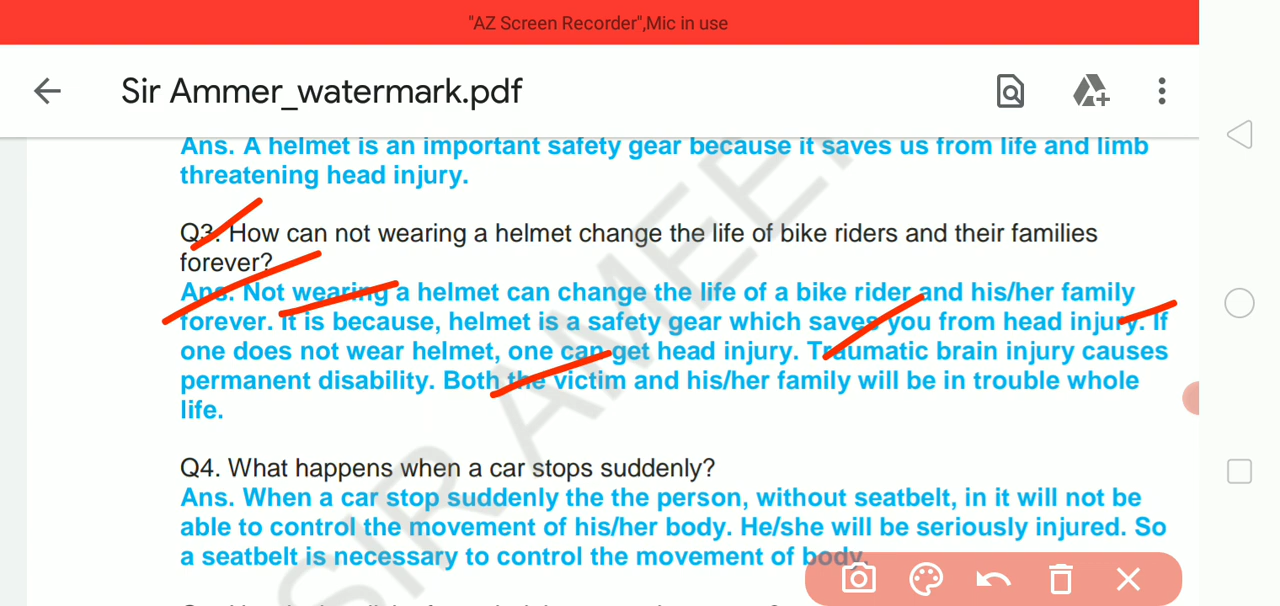 "AZ Screen Recorder",Mic in use
Sir Ammer_watermark.pdf
Ans. A helmet is an important safety gear because it saves us from life and limb
threatening head injury.
Q3. How can not wearing a helmet change the life of bike riders and their families
forever?
Ans. Not wearing a helmet can change the life of a bike rider and his/her family
forever. It is because, helmet is a safety gear which saves you from head injury. If
one does not wear helmet, one can get head injury. Traumatic brain injury causes
permanent disability. Both the victim and his/her family will be in trouble whole
life.
Q4. What happens when a car stops suddenly?
Ans. When a car stop suddenly the the person, without seatbelt, in it will not be
able to control the movement of his/her body. He/she will be seriously injured. So
a seatbelt is necessary to control the movement of body
SIR AMEE